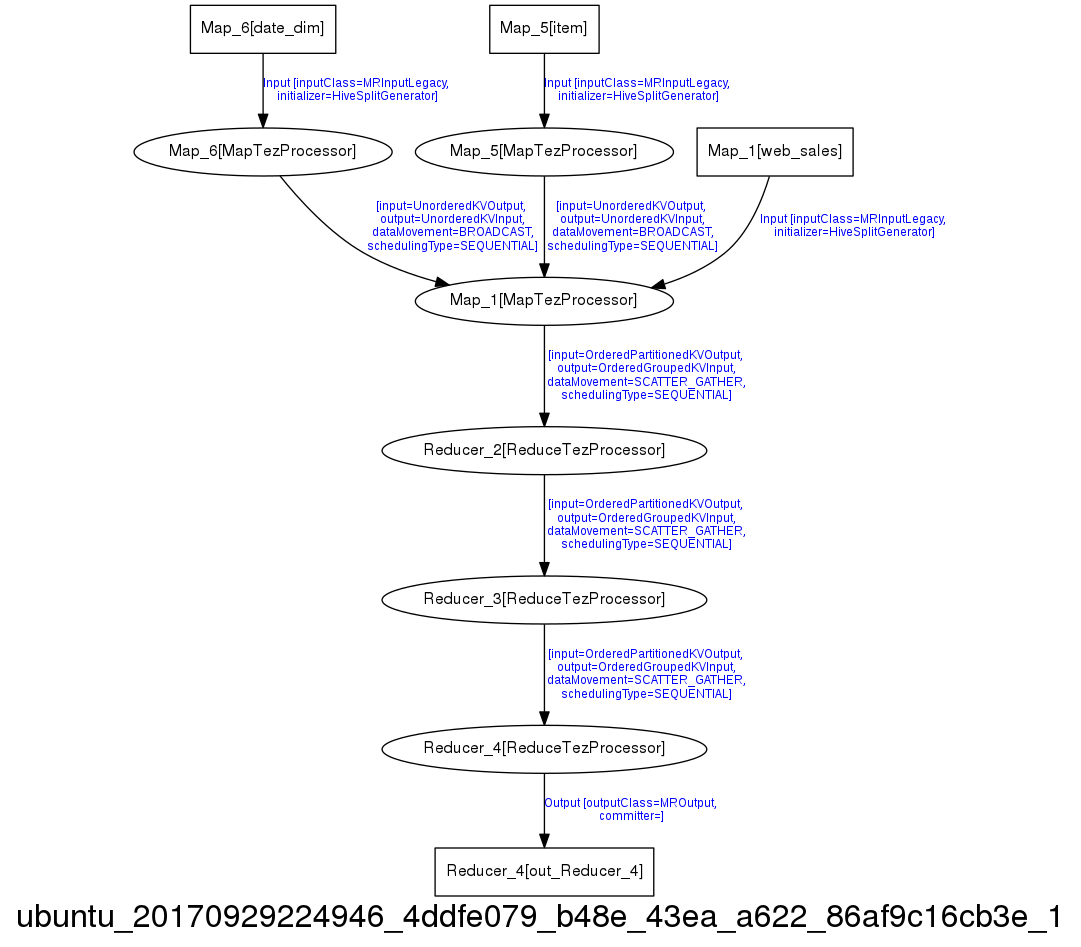 Map_6[date_dim]
Map_5[item]
Input [inputClass=MRInputLegacy,
initializer=HiveSplitGenerator]
Input [inputClass=MRInputLegacy,
initializer=HiveSplitGenerator]
Map_6[MapTezProcessor]
Map_5[MapTezProcessor]
Map_1[web_sales]
[input=UnorderedKVOutput,
output=UnorderedKVInput,
dataMovement=BROADCAST,
schedulingType=SEQUENTIAL]
[input=UnorderedKVOutput,
output=UnorderedKVInput,
dataMovement=BROADCAST,
schedulingType=SEQUENTIAL]
Input [inputClass=MRInputLegacy,
initializer=HiveSplitGenerator]
Map_1[MapTezProcessor]
[input=OrderedPartitionedKVOutput,
output=OrderedGroupedKVInput,
dataMovement=SCATTER_GATHER,
schedulingType=SEQUENTIAL]
Reducer_2[ReduceTezProcessor]
[input=OrderedPartitionedKVOutput,
output=OrderedGroupedKVInput,
dataMovement=SCATTER_GATHER,
schedulingType=SEQUENTIAL]
Reducer_3[ReduceTezProcessor]
[input=OrderedPartitionedKVOutput,
output=OrderedGroupedKVInput,
dataMovement=SCATTER_GATHER,
schedulingType=SEQUENTIAL]
Reducer_4[ReduceTezProcessor]
Output [outputClass=MROutput,
committer=]
Reducer_4[out_Reducer_4]
ubuntu_20170929224946_4ddfe079_b48e_43ea_a622_86af9c16cb3e_1